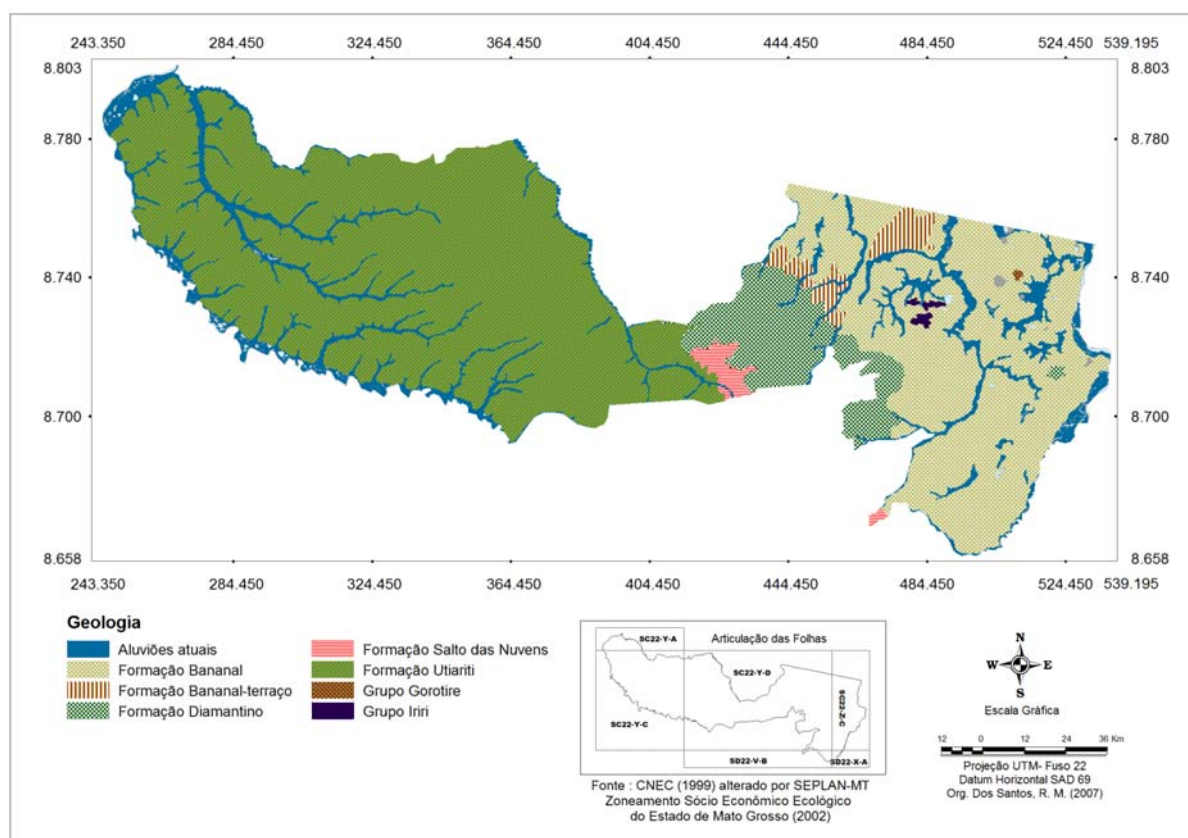 243.350 284.450 324.450 364.450 404.450 444.450 484.450 524.450 539.195
8.803 8.803
8.780 8.780
8.740 8.740
8.700 8.700
8.658 8.658
243.350 284.450 324.450 364.450 404.450 444.450 484.450 524.450 539.195
Geologia
Aluviões atuais
Formação Bananal
Formação Bananal-terraço
Formação Diamantino
Formação Salto das Nuvens
Formação Utiariti
Grupo Gorotire
Grupo Iriri
SC22-Y-A
Articulação das Folhas
SC22-Y-D
SC22-Z-C
SC22-Y-C
SD22-V-B
SD22-X-A
Fonte : CNEC (1999) alterado por SEPLAN-MT
Zoneamento Sócio Econômico Ecológico
do Estado de Mato Grosso (2002)
N
W E
S
Escala Gráfica
12 0 12 24 36 Km
Projeção UTM- Fuso 22
Datum Horizontal SAD 69
Org. Dos Santos, R. M. (2007)